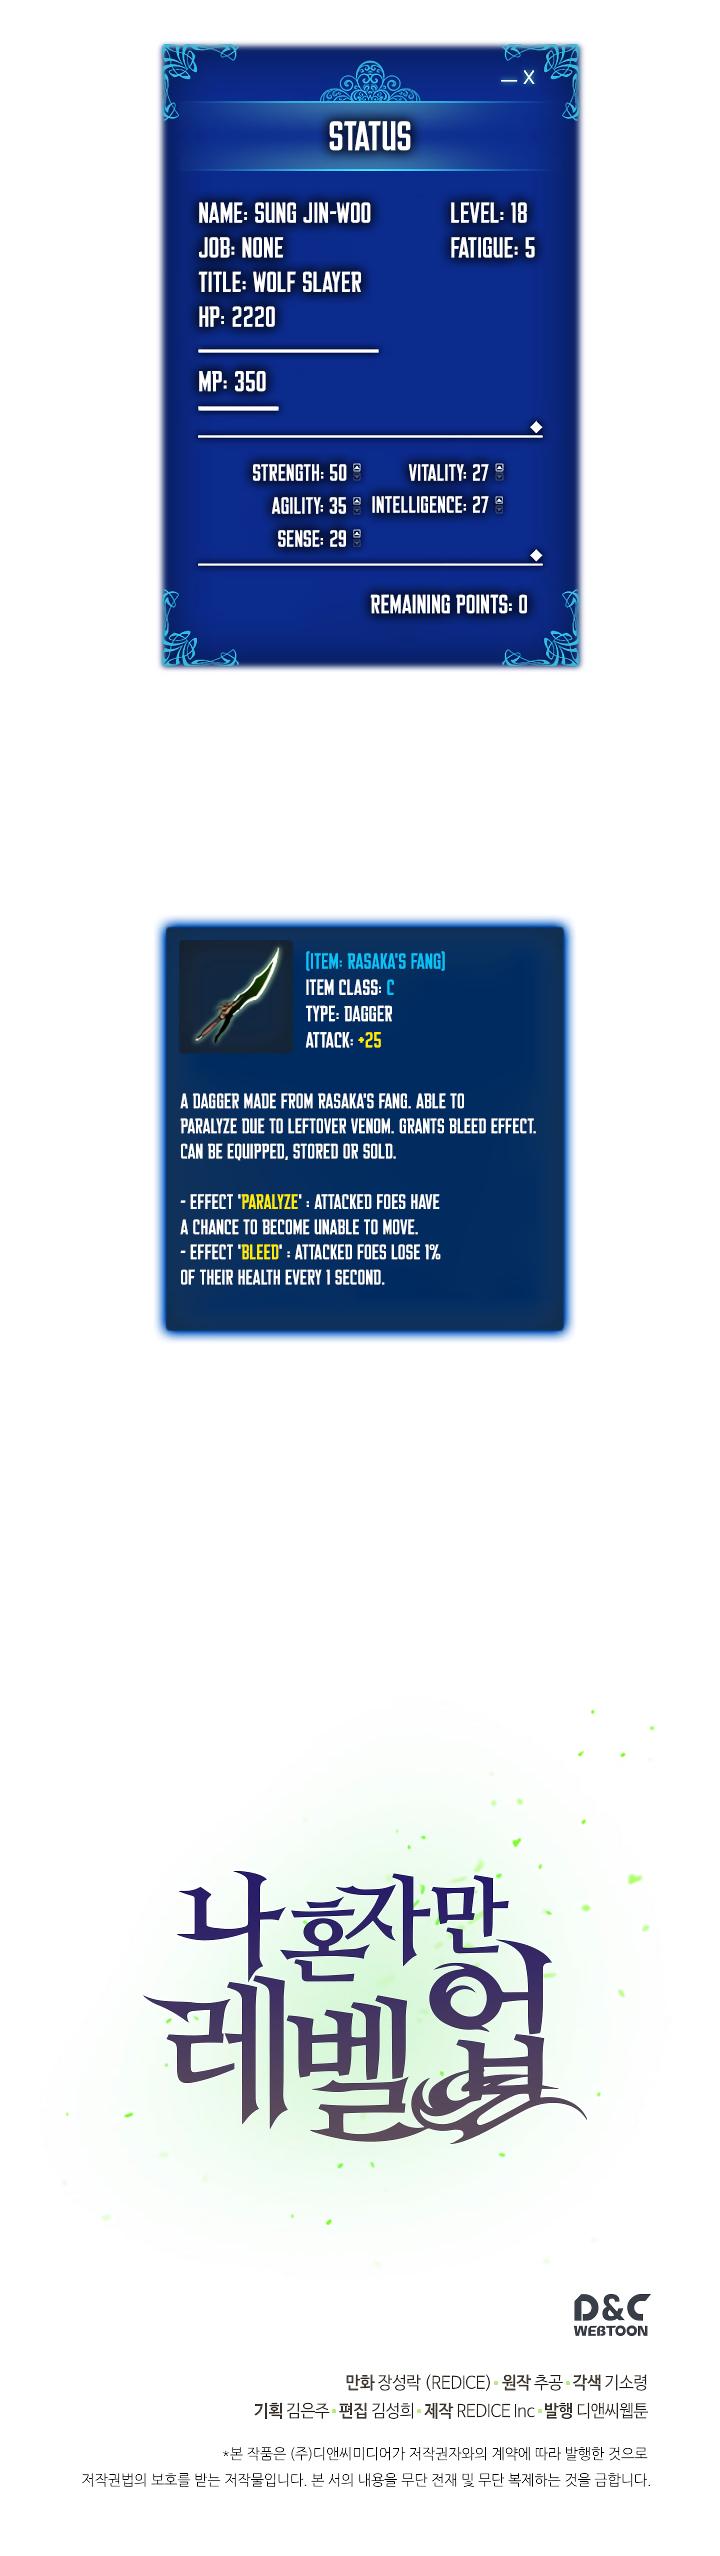 — X
STATUS
NAME: SUNG JIN-WOO LEVEL: 18
JOB: NONE FATIGUE: 5
TITLE: WOLF SLAYER
HP: 2220
MP: 350
STRENGTH: 50 VITALITY: 27
AGILITY: 35 INTELLIGENCE: 27
SENSE: 29
REMAINING POINTS: 0
[ITEM: RASAKA'S FANG]
ITEM CLASS: C
TYPE: DAGGER
ATTACK: +25
A DAGGER MADE FROM RASAKA'S FANG. ABLE TO
PARALYZE DUE TO LEFTOVER VENOM. GRANTS BLEED EFFECT.
CAN BE EQUIPPED, STORED OR SOLD.
- EFFECT 'PARALYZE' : ATTACKED FOES HAVE
A CHANCE TO BECOME UNABLE TO MOVE.
- EFFECT 'BLEED' : ATTACKED FOES LOSE 1%
OF THEIR HEALTH EVERY 1 SECOND.
나 혼자만
레벨업
D&C
WEBTOON
만화 장성락 (REDICE) • 원작 추공 • 각색 기소령
기획 김은주 • 편집 김성희 • 제작 REDICE Inc • 발행 디앤씨웹툰
*본 작품은 (주)디앤씨미디어가 저작권자와의 계약에 따라 발행한 것으로
저작권법의 보호를 받는 저작물입니다. 본 서의 내용을 무단 전재 및 무단 복제하는 것을 금합니다.